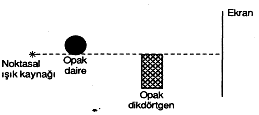 Ekran
Noktasal
ışık kaynağı
Opak
daire
Opak
dikdörtgen